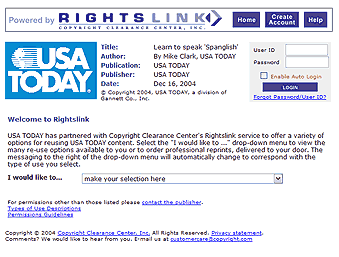 Powered by RIGHTSLINK
COPYRIGHT CLEARANCE CENTER, INC.
Home
Create Account
Help
USA TODAY.
Title: Learn to speak 'Spanglish'
Author: By Mike Clark, USA TODAY
Publication: USA TODAY
Publisher: USA TODAY
Date: Dec 16, 2004
© Copyright 2004, USA TODAY, a division of
Gannett Co., Inc.
User ID
Password
Enable Auto Login
LOGIN
Forgot Password/User ID?
Welcome to Rightslink
USA TODAY has partnered with Copyright Clearance Center's Rightslink service to offer a variety of
options for reusing USA TODAY content. Select the "I would like to ...." drop-down menu to view the
many re-use options available to you or to order professional reprints, delivered to your door. The
messaging to the right of the drop-down menu will automatically change to correspond with the
type of use you select.
I would like to... make your selection here
For permissions other than those listed please contact the publisher.
Types of Use Descriptions
Permissions Guidelines
Copyright © 2004 Copyright Clearance Center, Inc. All Rights Reserved. Privacy statement.
Comments? We would like to hear from you. E-mail us at customercare@copyright.com